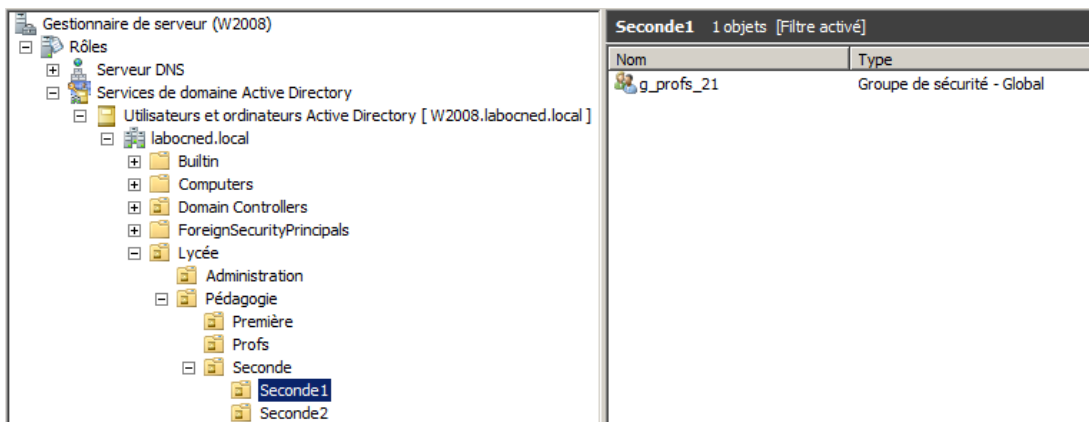 Gestionnaire de serveur (W2008)
Rôles
Serveur DNS
Services de domaine Active Directory
Utilisateurs et ordinateurs Active Directory [ W2008.labocned.local ]
labocned.local
Builtin
Computers
Domain Controllers
ForeignSecurityPrincipals
Lycée
Administration
Pédagogie
Première
Profs
Seconde
Seconde1
Seconde2
Seconde1 1 objets [Filtre activé]
Nom Type
g_profs_21 Groupe de sécurité - Global